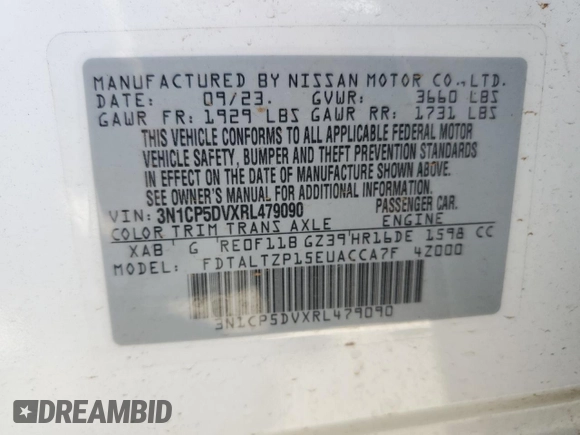 MANUFACTURED BY NISSAN MOTOR CO.,LTD.
DATE: 09/23. GVWR: 3660 LBS
GAWR FR: 1929 LBS GAWR RR: 1731 LBS
THIS VEHICLE CONFORMS TO ALL APPLICABLE FEDERAL MOTOR
VEHICLE SAFETY, BUMPER AND THEFT PREVENTION STANDARDS
IN EFFECT ON THE DATE OF MANUFACTURE SHOWN ABOVE.
SEE OWNER'S MANUAL FOR ADDITIONAL INFORMATION.
VIN: 3N1CP5DVXRL479090 PASSENGER CAR.
COLOR TRIM TRANS AXLE ENGINE
XAB G RE0F11B GZ39 HR16DE 1598 CC
MODEL: FDTALTZP15EUACCA7F 4Z000
3N1CP5DVXRL479090
DREAMBID